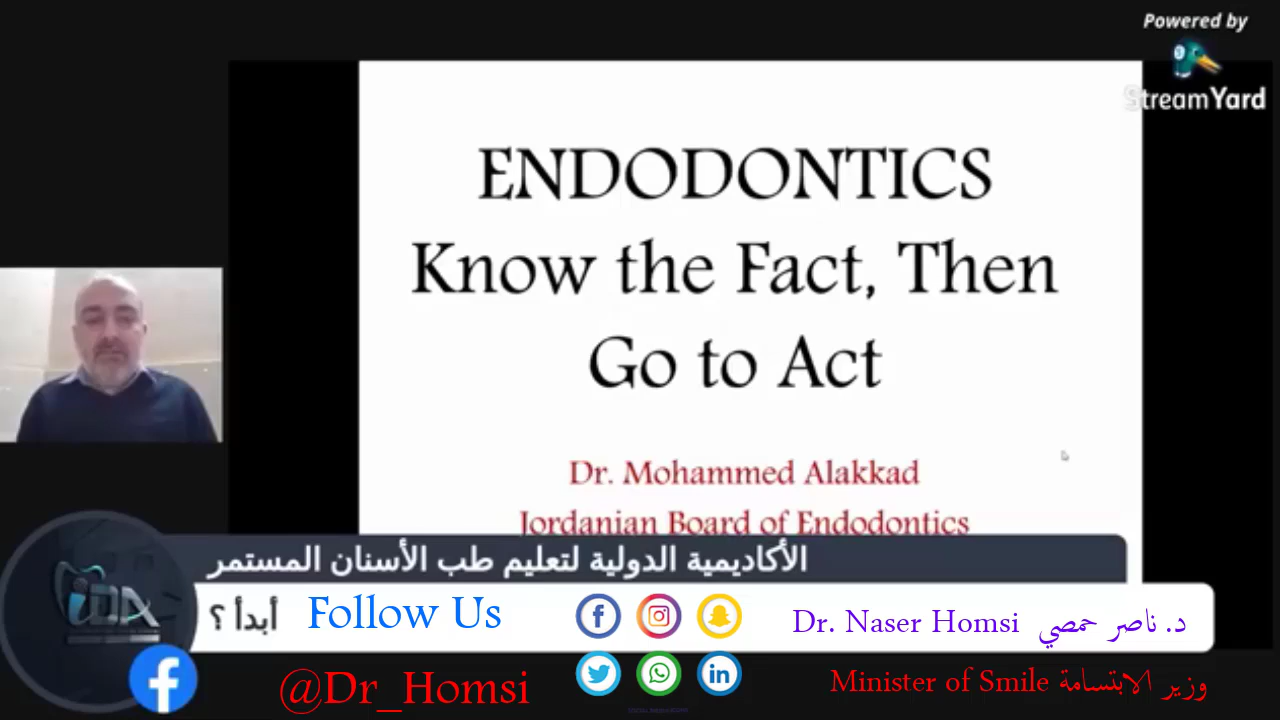 Powered by
StreamYard
ENDODONTICS
Know the Fact, Then
Go to Act
Dr. Mohammed Alakkad
Jordanian Board of Endodontics
الأكاديمية الدولية لتعليم طب الأسنان المستمر
أبدأ ؟
Follow Us
Dr. Naser Homsi د. ناصر حمصي
@Dr_Homsi
Minister of Smile وزير الابتسامة
iDA